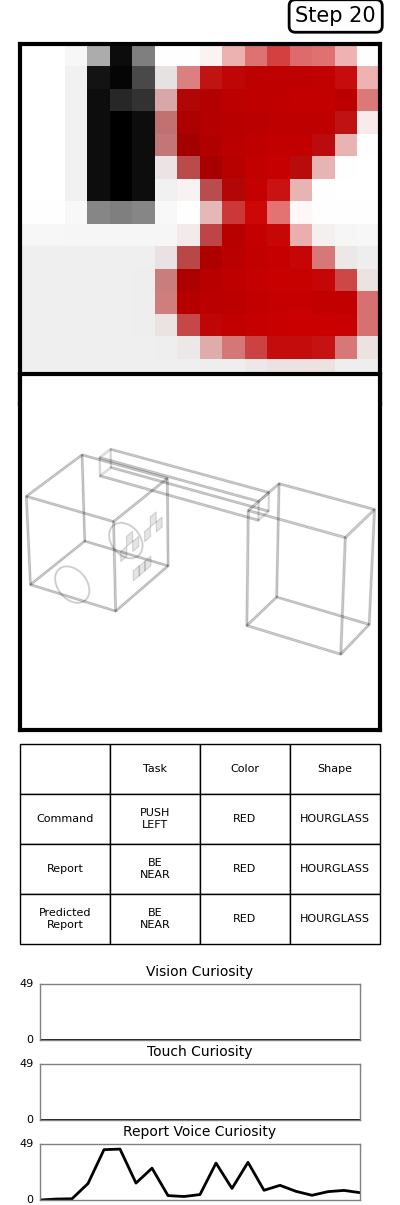 Step 20
Task Color Shape
Command PUSH LEFT RED HOURGLASS
Report BE NEAR RED HOURGLASS
Predicted Report BE NEAR RED HOURGLASS
Vision Curiosity
49
0
Touch Curiosity
49
0
Report Voice Curiosity
49
0